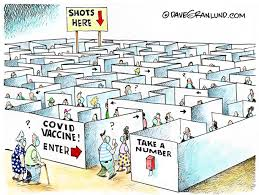 @ DAVEGRANLUND.COM
SHOTS
HERE
COVID
VACCINE!
ENTER
TAKE A
NUMBER
?
?
?